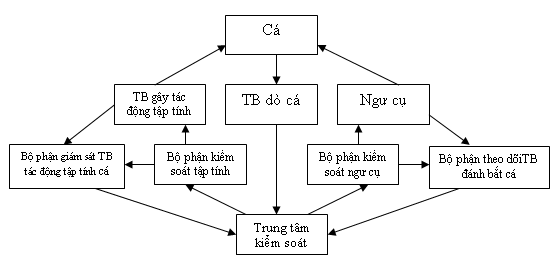 Cá
TB gây tác
động tập tính
TB dò cá
Ngư cụ
Bộ phận giám sát TB
tác động tập tính cá
Bộ phận kiểm
soát tập tính
Bộ phận kiểm
soát ngư cụ
Bộ phận theo dõiTB
đánh bắt cá
Trung tâm
kiểm soát